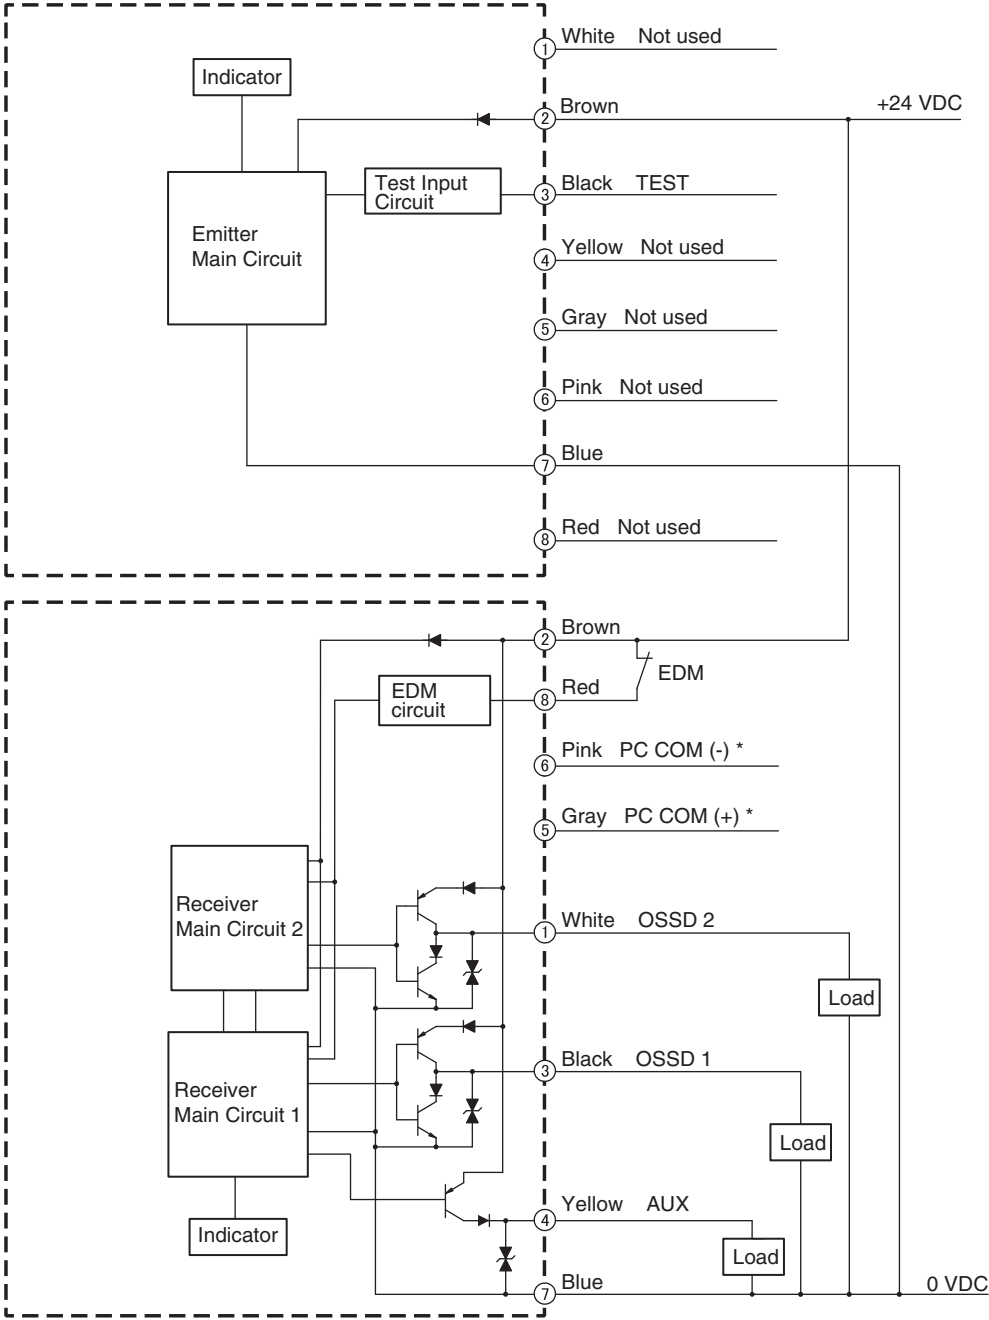 1 White Not used
Indicator
2 Brown
+24 VDC
Test Input
Circuit
3 Black TEST
Emitter
Main Circuit
4 Yellow Not used
5 Gray Not used
6 Pink Not used
7 Blue
8 Red Not used
2 Brown
EDM
EDM
circuit
8 Red
6 Pink PC COM (-) *
5 Gray PC COM (+) *
Receiver
Main Circuit 2
1 White OSSD 2
Load
Receiver
Main Circuit 1
3 Black OSSD 1
Load
Indicator
4 Yellow AUX
Load
7 Blue
0 VDC